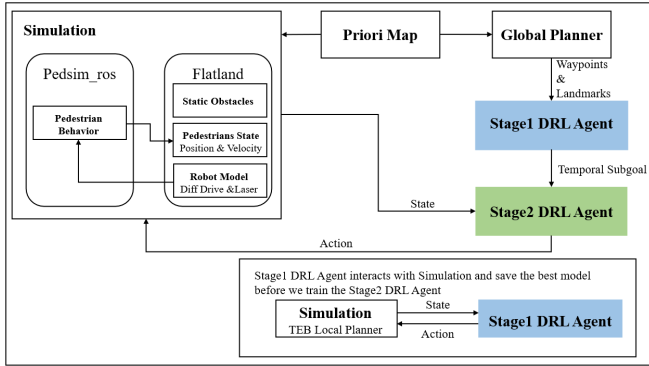 Simulation
Priori Map
Global Planner
Pedsim_ros
Flatland
Waypoints
&
Landmarks
Static Obstacles
Pedestrian
Behavior
Pedestrians State
Position & Velocity
Stage1 DRL Agent
Robot Model
Diff Drive &Laser
Temporal Subgoal
State
Stage2 DRL Agent
Action
Stage1 DRL Agent interacts with Simulation and save the best model
before we train the Stage2 DRL Agent
Simulation
TEB Local Planner
State
Action
Stage1 DRL Agent